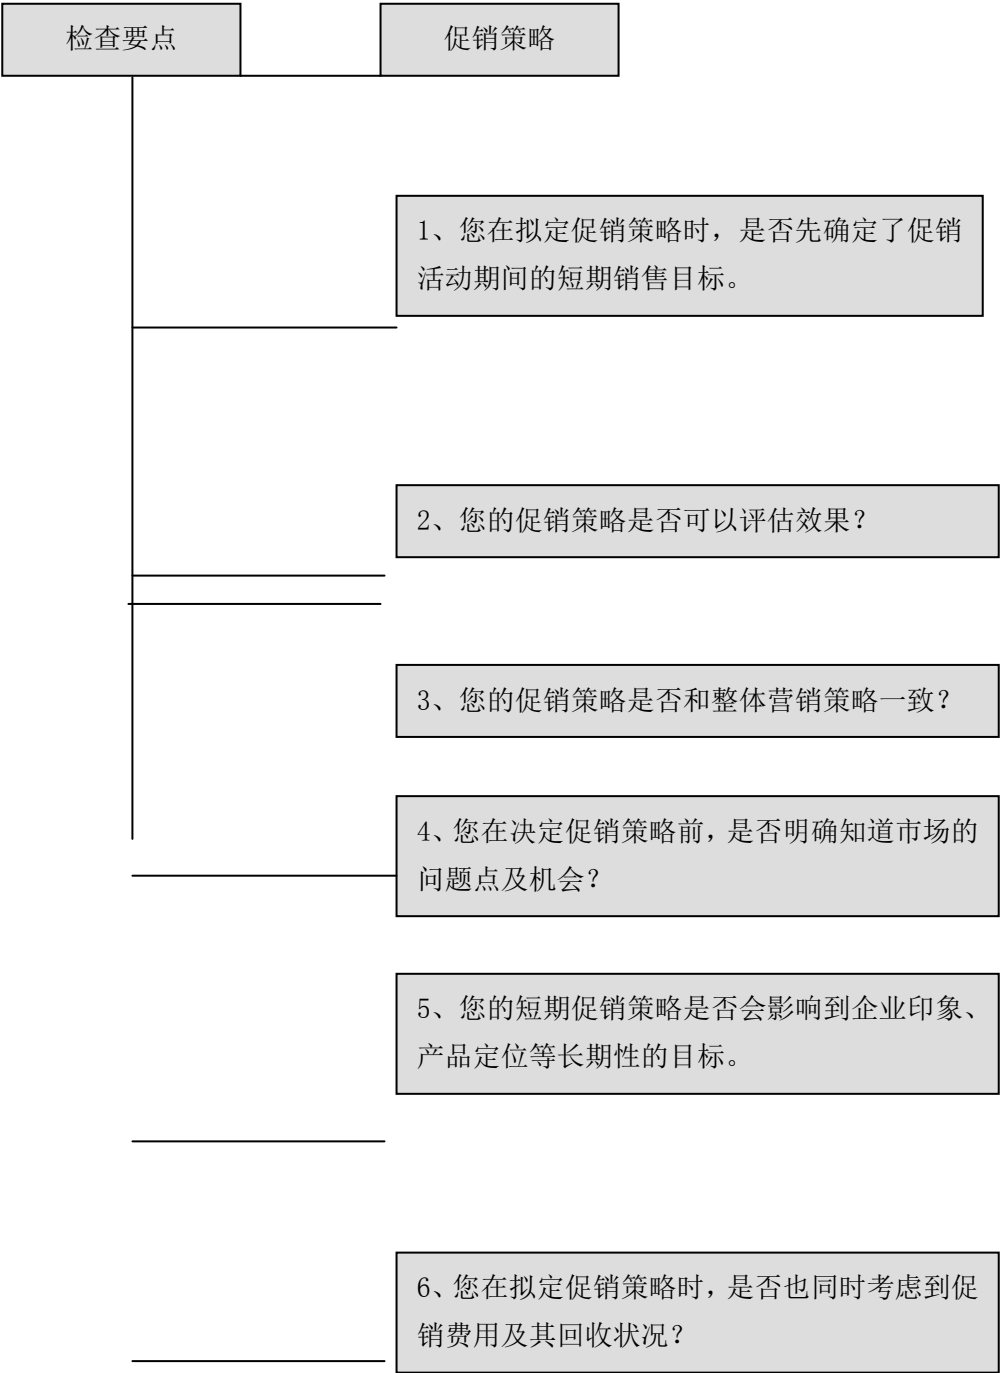 检查要点
促销策略
1、您在拟定促销策略时，是否先确定了促销
活动期间的短期销售目标。
2、您的促销策略是否可以评估效果？
3、您的促销策略是否和整体营销策略一致？
4、您在决定促销策略前，是否明确知道市场的
问题点及机会？
5、您的短期促销策略是否会影响到企业印象、
产品定位等长期性的目标。
6、您在拟定促销策略时，是否也同时考虑到促
销费用及其回收状况？